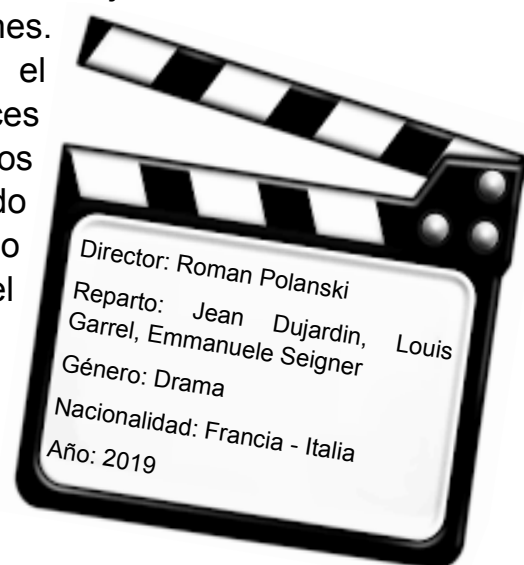 nes.
el
ces
os
do
o
el
Director: Roman Polanski
Reparto: Jean Dujardin, Louis
Garrel, Emmanuele Seigner
Género: Drama
Nacionalidad: Francia - Italia
Año: 2019